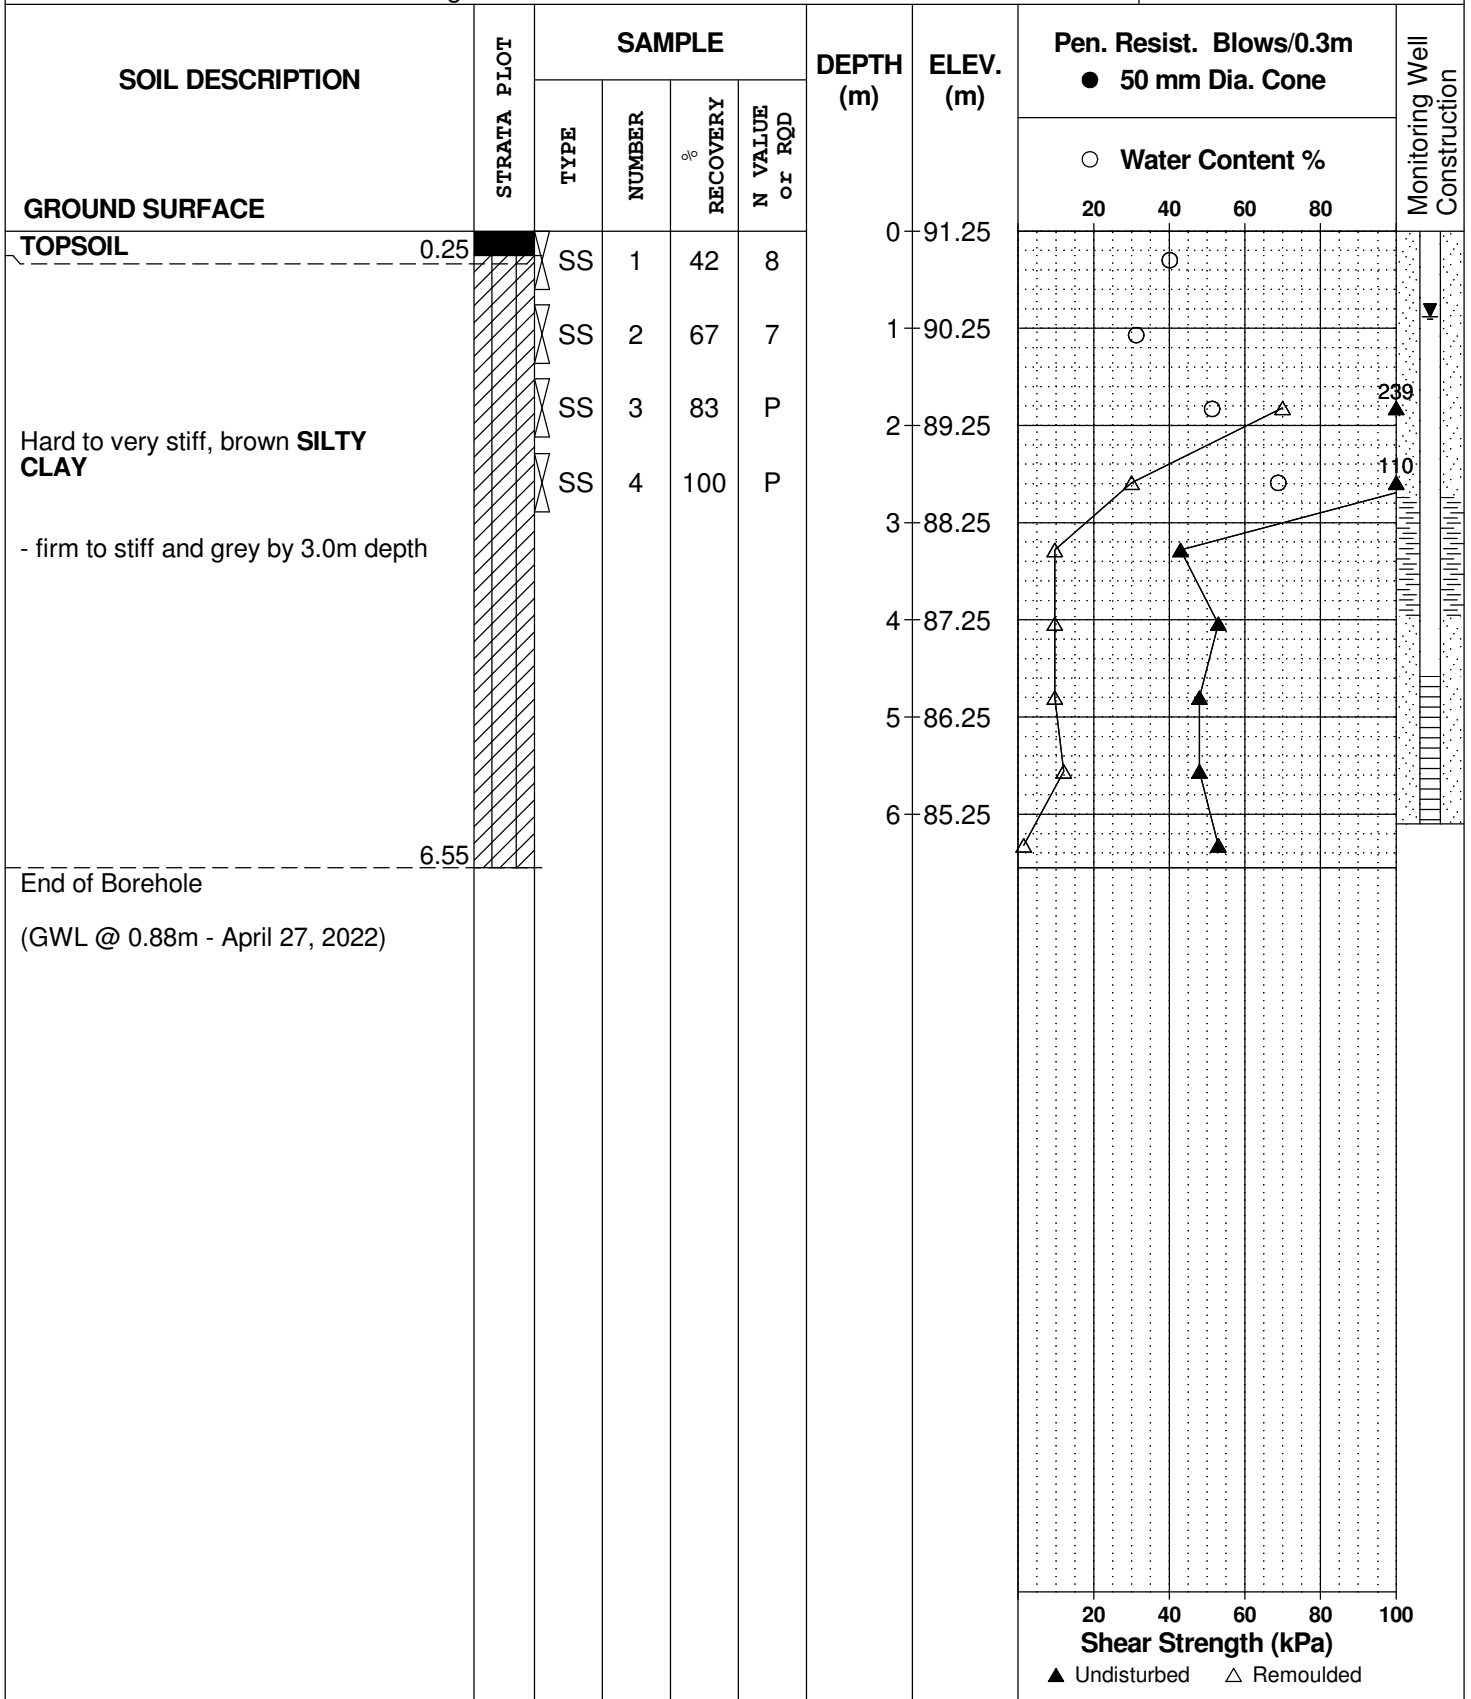 SOIL DESCRIPTION
GROUND SURFACE
STRATA PLOT
SAMPLE
TYPE
NUMBER
% RECOVERY
N VALUE
or RQD
DEPTH
(m)
ELEV.
(m)
Pen. Resist. Blows/0.3m
● 50 mm Dia. Cone
○ Water Content %
20 40 60 80
Monitoring Well
Construction
TOPSOIL 0.25
SS 1 42 8
SS 2 67 7
SS 3 83 P
SS 4 100 P
Hard to very stiff, brown SILTY
CLAY
- firm to stiff and grey by 3.0m depth
6.55
End of Borehole
(GWL @ 0.88m - April 27, 2022)
0 91.25
1 90.25
2 89.25
3 88.25
4 87.25
5 86.25
6 85.25
239
110
20 40 60 80 100
Shear Strength (kPa)
▲ Undisturbed △ Remoulded